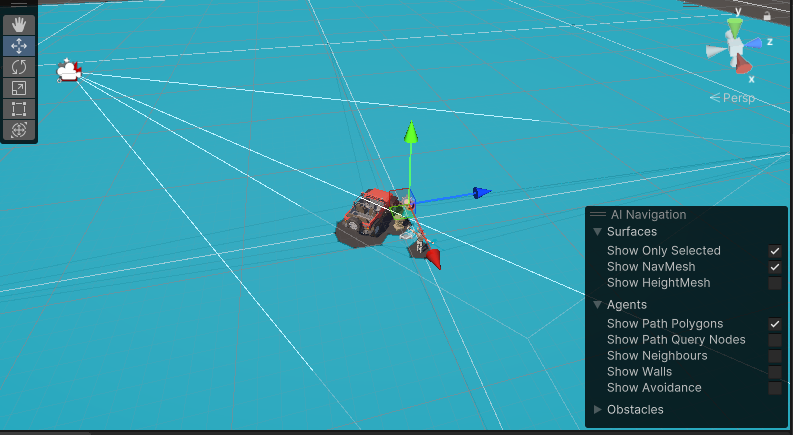 y
z
x
Persp
AI Navigation
Surfaces
Show Only Selected
Show NavMesh
Show HeightMesh
Agents
Show Path Polygons
Show Path Query Nodes
Show Neighbours
Show Walls
Show Avoidance
Obstacles